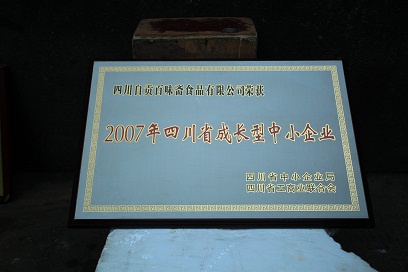 四川自贡百味斋食品有限公司荣获
2007年四川省成长型中小企业
四川省中小企业局
四川省工商业联合会